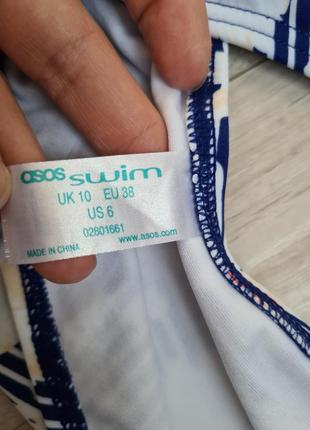 asos swim
UK 10 EU 38
US 6
02801661
MADE IN CHINA www.asos.com